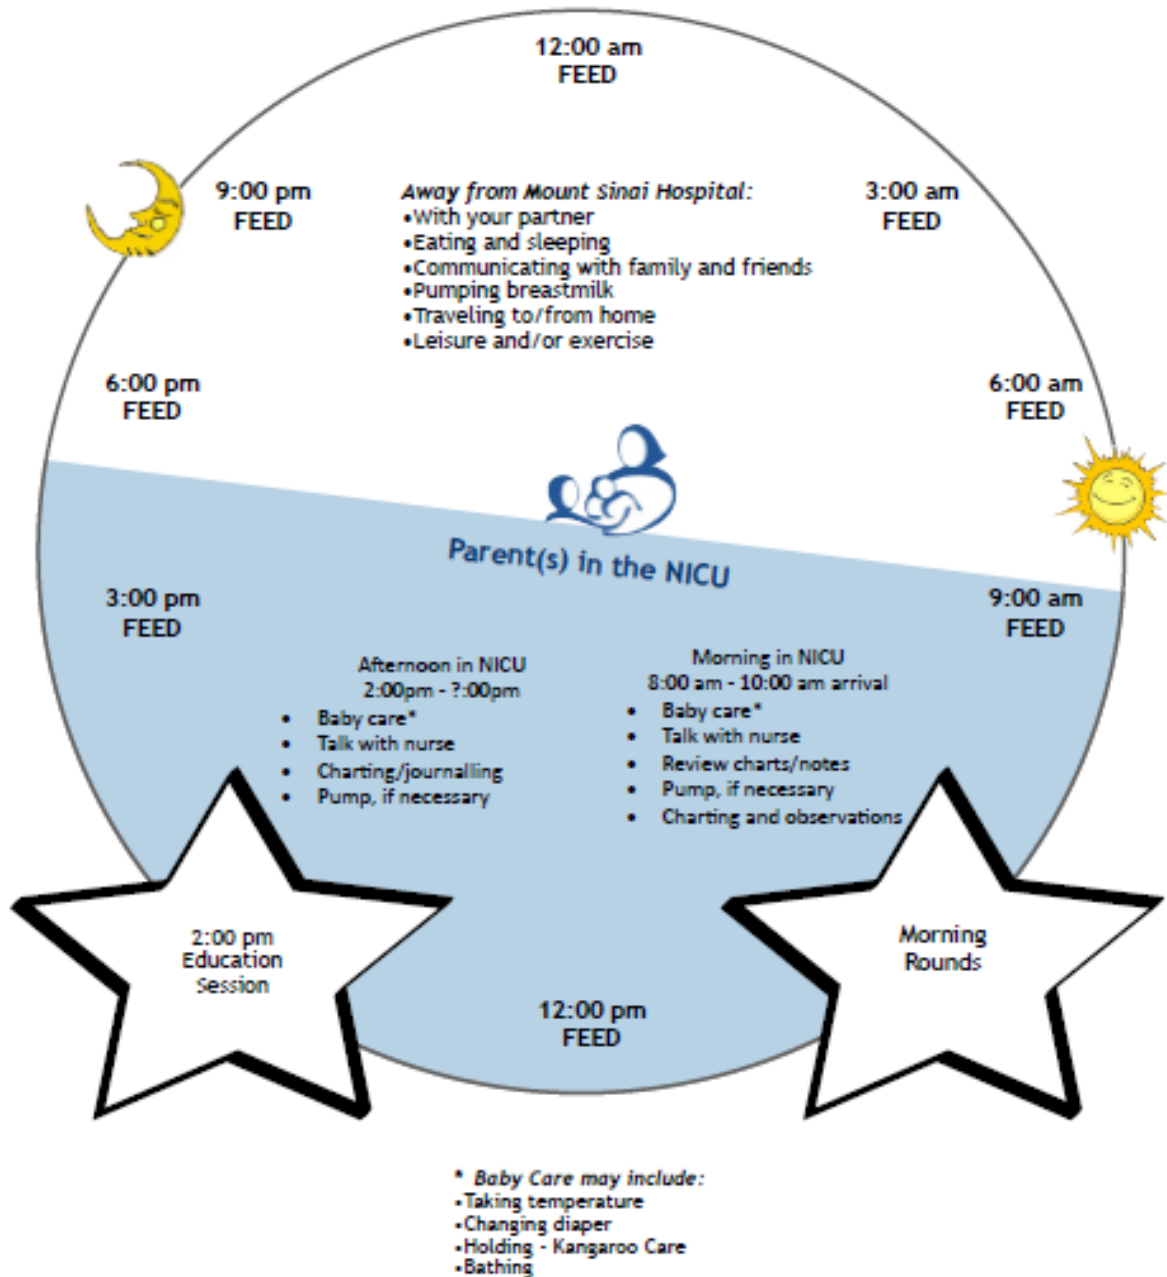 12:00 am
FEED
9:00 pm
FEED
Away from Mount Sinai Hospital:
•With your partner
•Eating and sleeping
•Communicating with family and friends
•Pumping breastmilk
•Traveling to/from home
•Leisure and/or exercise
3:00 am
FEED
6:00 pm
FEED
6:00 am
FEED
Parent(s) in the NICU
3:00 pm
FEED
9:00 am
FEED
Afternoon in NICU
2:00pm - ?:00pm
• Baby care*
• Talk with nurse
• Charting/journalling
• Pump, if necessary
Morning in NICU
8:00 am - 10:00 am arrival
• Baby care*
• Talk with nurse
• Review charts/notes
• Pump, if necessary
• Charting and observations
2:00 pm
Education
Session
Morning
Rounds
12:00 pm
FEED
* Baby Care may include:
•Taking temperature
•Changing diaper
•Holding - Kangaroo Care
•Bathing